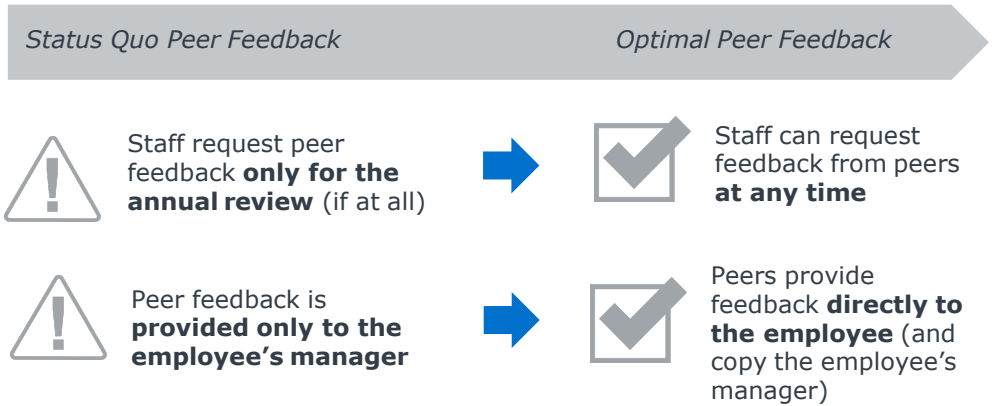 Status Quo Peer Feedback
Optimal Peer Feedback
Staff request peer
feedback only for the
annual review (if at all)
Staff can request
feedback from peers
at any time
Peer feedback is
provided only to the
employee’s manager
Peers provide
feedback directly to
the employee (and
copy the employee’s
manager)